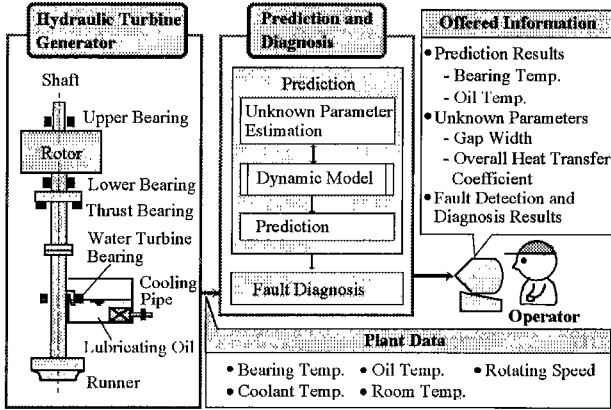 Hydraulic Turbine
Generator
Shaft
Upper Bearing
Rotor
Lower Bearing
Thrust Bearing
Water Turbine
Bearing
Cooling
Pipe
Lubricating Oil
Runner
Prediction and
Diagnosis
Prediction
Unknown Parameter
Estimation
Dynamic Model
Prediction
Fault Diagnosis
Offered Information
• Prediction Results
- Bearing Temp.
- Oil Temp.
• Unknown Parameters
- Gap Width
- Overall Heat Transfer
Coefficient
• Fault Detection and
Diagnosis Results
Operator
Plant Data
• Bearing Temp. • Oil Temp. • Rotating Speed
• Coolant Temp. • Room Temp.